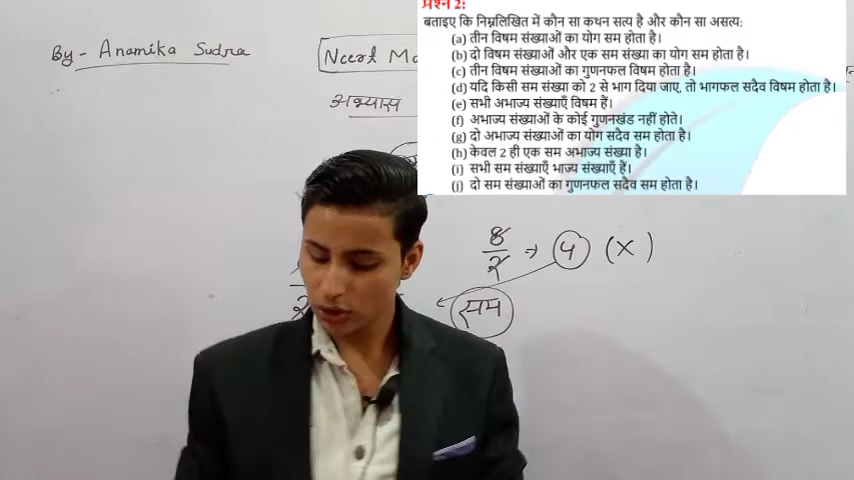 प्रश्न 2:
बताइए कि निम्नलिखित में कौन सा कथन सत्य है और कौन सा असत्य:
(a) तीन विषम संख्याओं का योग सम होता है।
(b) दो विषम संख्याओं और एक सम संख्या का योग सम होता है।
(c) तीन विषम संख्याओं का गुणनफल विषम होता है।
(d) यदि किसी सम संख्या को 2 से भाग दिया जाए, तो भागफल सदैव विषम होता है।
(e) सभी अभाज्य संख्याएँ विषम हैं।
(f) अभाज्य संख्याओं के कोई गुणनखंड नहीं होते।
(g) दो अभाज्य संख्याओं का योग सदैव सम होता है।
(h) केवल 2 ही एक सम अभाज्य संख्या है।
(i) सभी सम संख्याएँ भाज्य संख्याएँ हैं।
(j) दो सम संख्याओं का गुणनफल सदैव सम होता है।
By - Anamika Sudra
Ncert
अभ्यास
8/2 ⇒ 4 (X)
सम